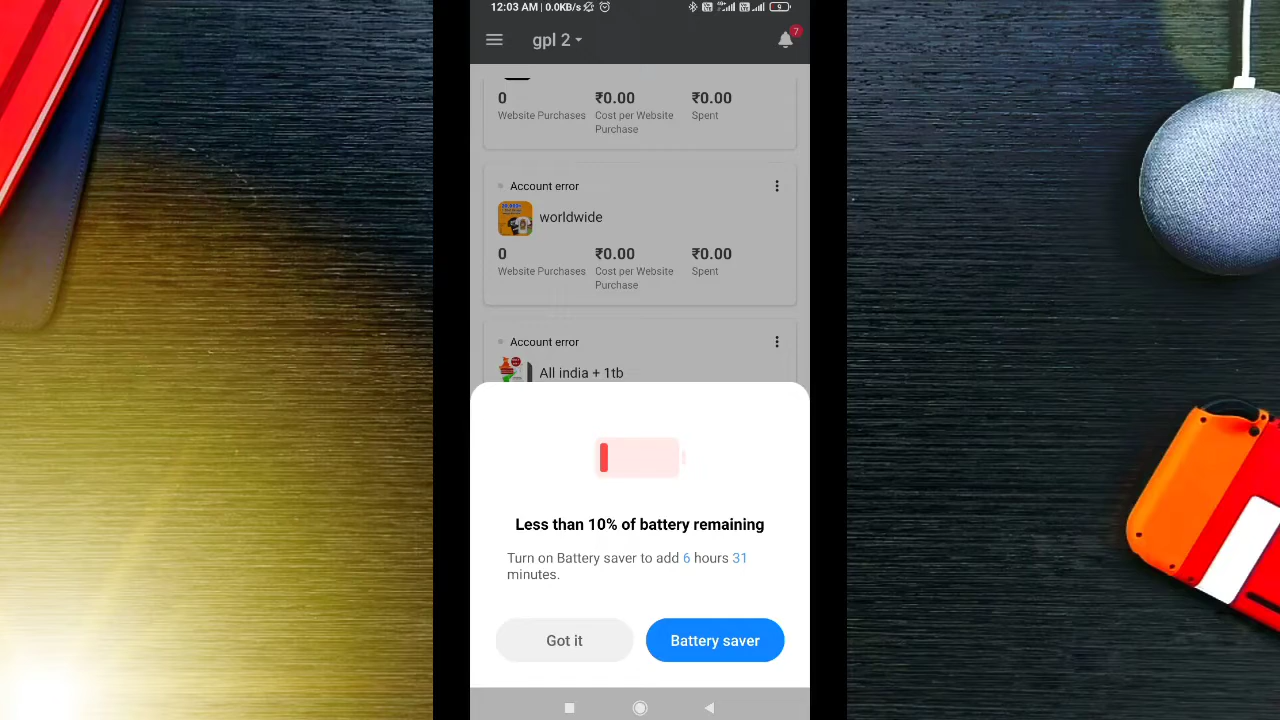 12:03 AM | 0.0KB/s
9
gpl 2
7
0 ₹0.00 ₹0.00
Website Purchases Cost per Website Spent
Purchase
Account error
worldwide
0 ₹0.00 ₹0.00
Website Purchases Cost per Website Spent
Purchase
Account error
All india + 1tb
Less than 10% of battery remaining
Turn on Battery saver to add 6 hours 31
minutes.
Got it Battery saver